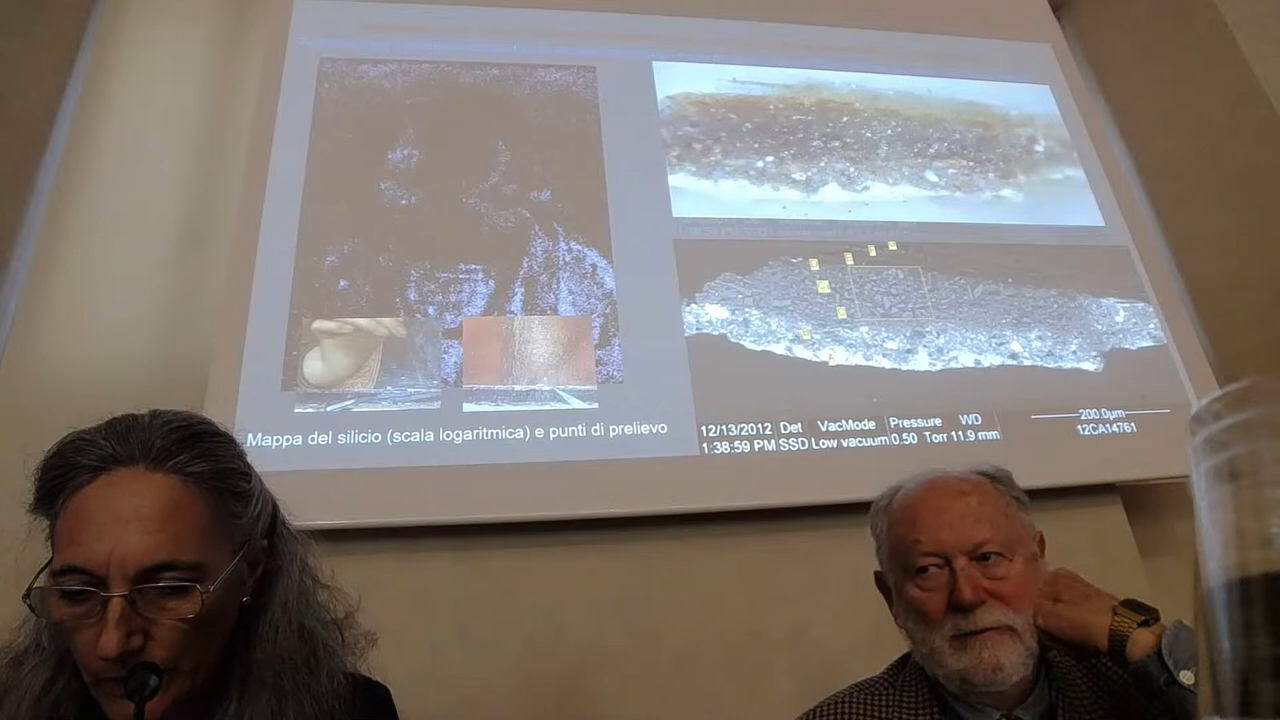 Mappa del silicio (scala logaritmica) e punti di prelievo
12/13/2012 Det VacMode Pressure WD 200.0µm
1:38:59 PM SSD Low vacuum 0.50 Torr 11.9 mm 12CA14761